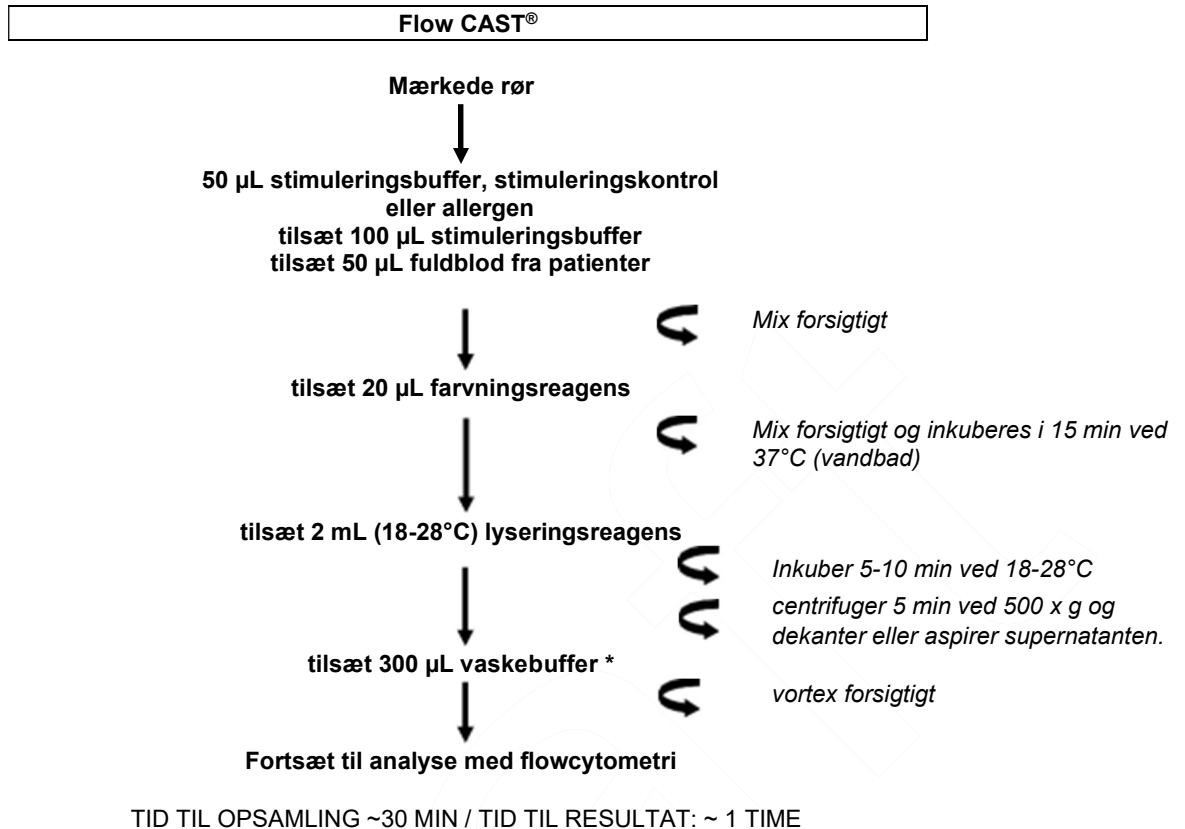 Flow CAST®
Mærkede rør
50 µL stimuleringsbuffer, stimuleringskontrol
eller allergen
tilsæt 100 µL stimuleringsbuffer
tilsæt 50 µL fuldblod fra patienter
Mix forsigtigt
tilsæt 20 µL farvningsreagens
Mix forsigtigt og inkuberes i 15 min ved
37°C (vandbad)
tilsæt 2 mL (18-28°C) lyseringsreagens
Inkuber 5-10 min ved 18-28°C
centrifuger 5 min ved 500 x g og
dekanter eller aspirer supernatanten.
tilsæt 300 µL vaskebuffer *
vortex forsigtigt
Fortsæt til analyse med flowcytometri
TID TIL OPSAMLING ~30 MIN / TID TIL RESULTAT: ~ 1 TIME